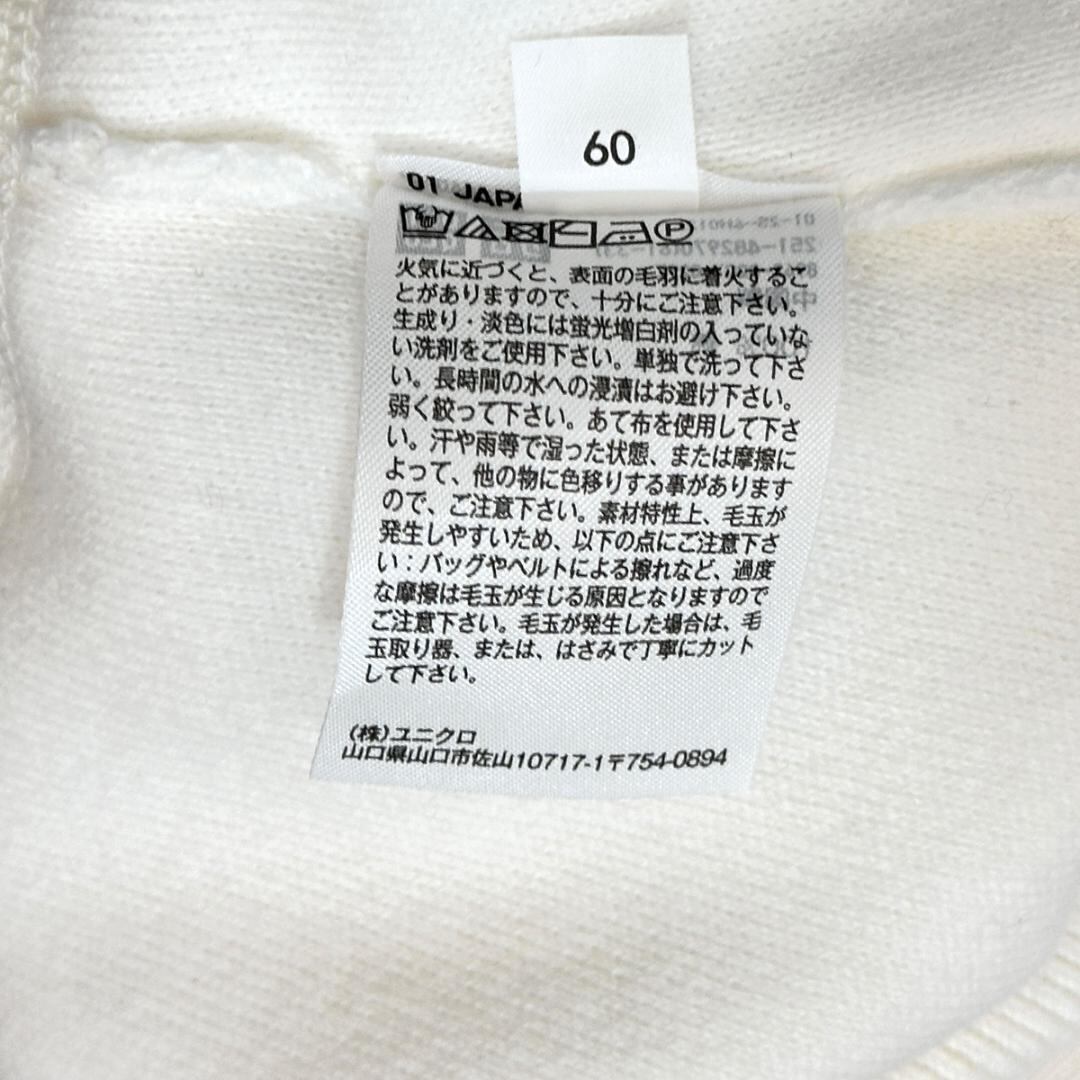 60
01 JAPA
火気に近づくと、表面の毛羽に着火するこ
とがありますので、十分にご注意下さい。
生成り・淡色には蛍光増白剤の入っていな
い洗剤をご使用下さい。単独で洗って下さ
い。長時間の水への浸漬はお避け下さい。
弱く絞って下さい。あて布を使用して下さ
い。汗や雨等で湿った状態、または摩擦に
よって、他の物に色移りする事があります
ので、ご注意下さい。素材特性上、毛玉が
発生しやすいため、以下の点にご注意下さ
い：バッグやベルトによる擦れなど、過度
な摩擦は毛玉が生じる原因となりますので
ご注意下さい。毛玉が発生した場合は、毛
玉取り器、または、はさみで丁寧にカット
して下さい。
(株)ユニクロ
山口県山口市佐山10717-1〒754-0894